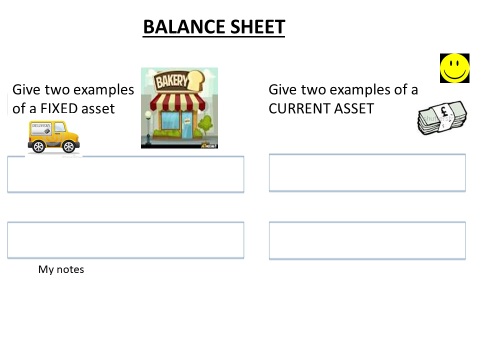 BALANCE SHEET
Give two examples
of a FIXED asset
BAKERY
Give two examples of a
CURRENT ASSET
£
My notes